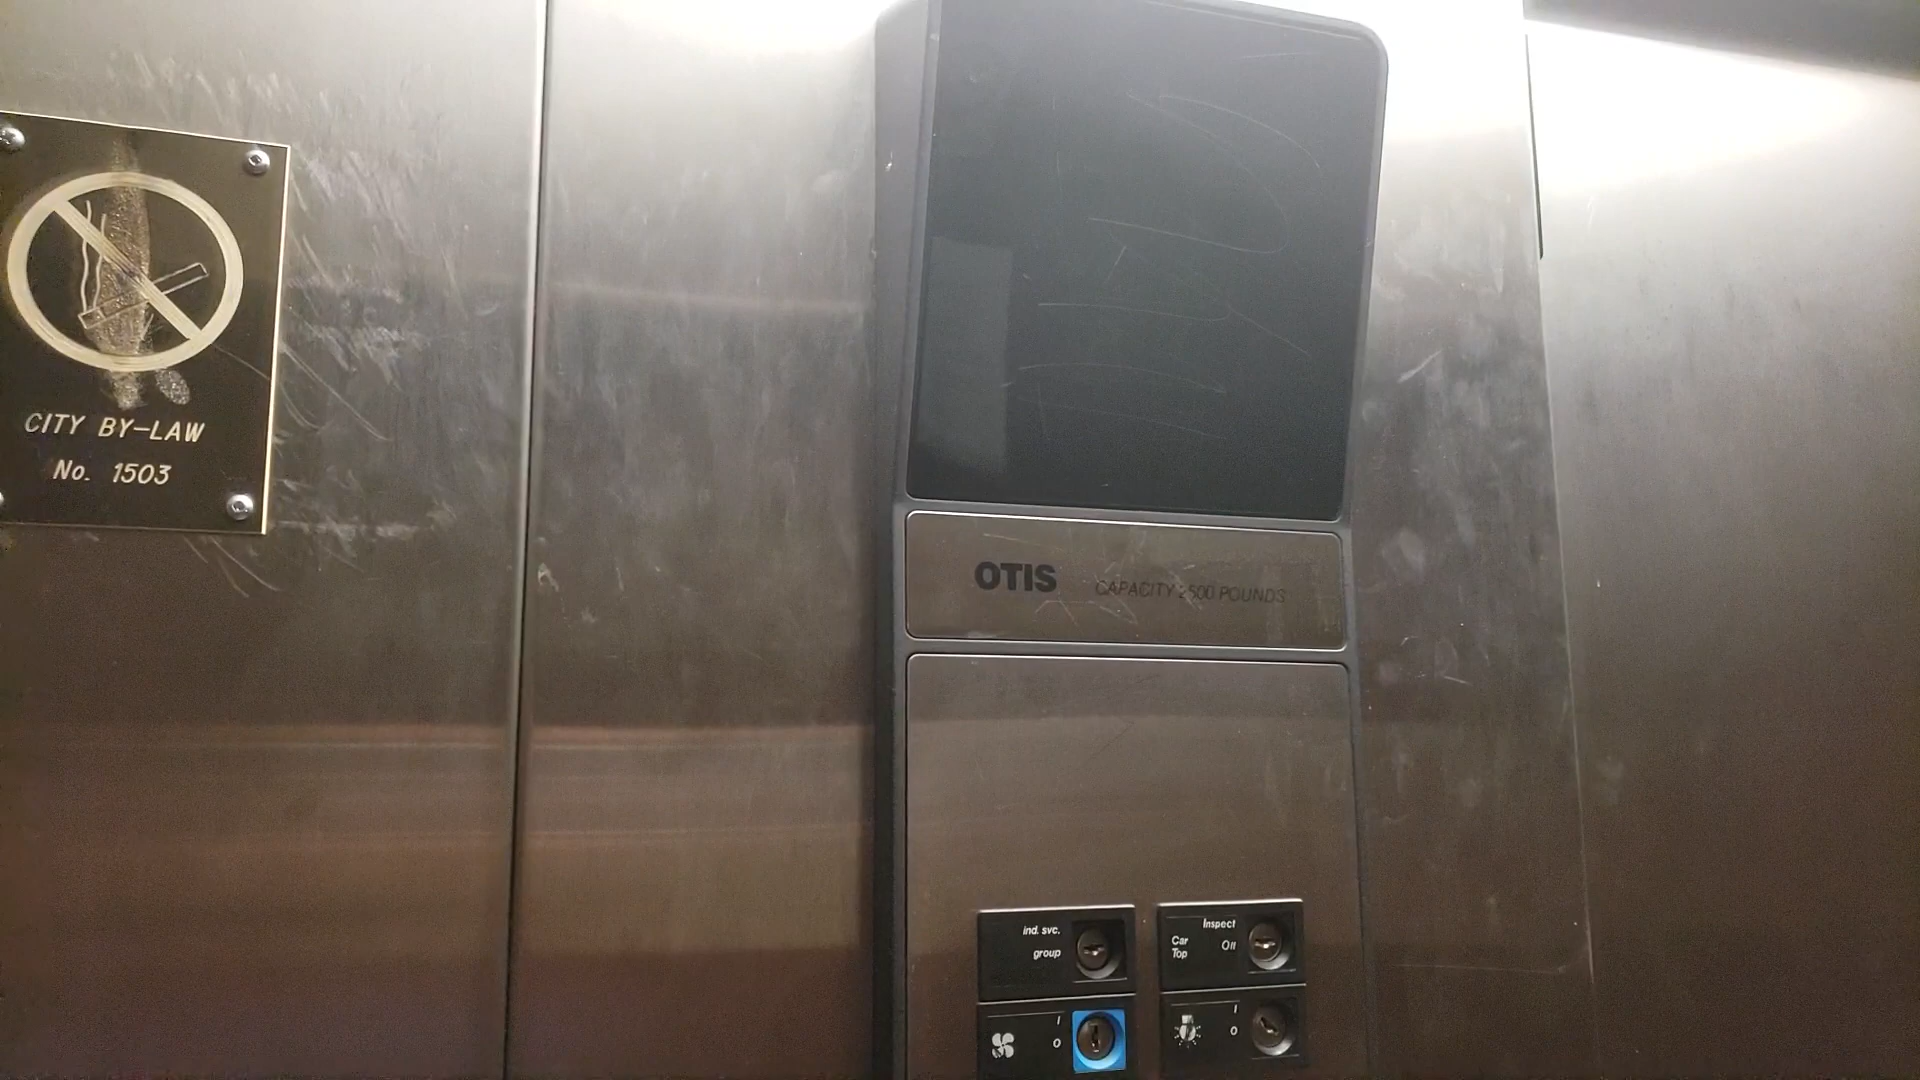 CITY BY-LAW
No. 1503
OTIS
CAPACITY 2500 POUNDS
ind. svc.
group
Inspect
Car Top
Off
I
O
I
O